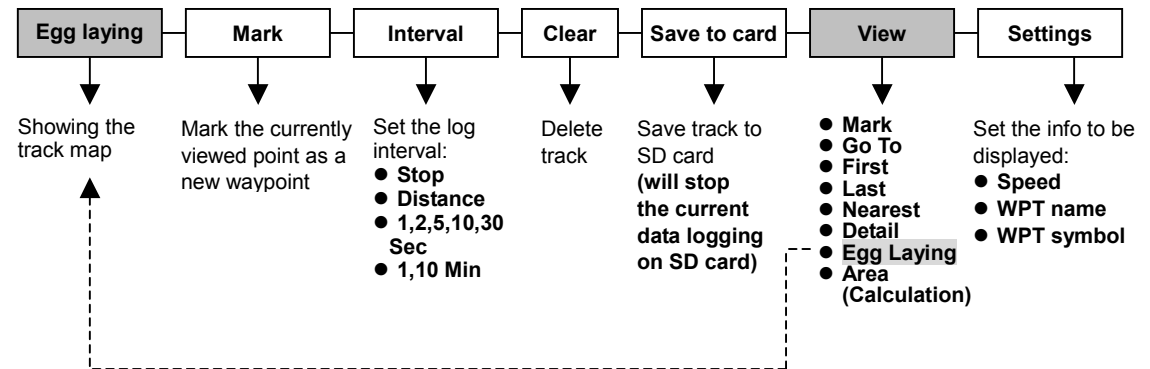 Egg laying
Mark
Interval
Clear
Save to card
View
Settings
Showing the
track map
Mark the currently
viewed point as a
new waypoint
Set the log
interval:
● Stop
● Distance
● 1,2,5,10,30
Sec
● 1,10 Min
Delete
track
Save track to
SD card
(will stop
the current
data logging
on SD card)
● Mark
● Go To
● First
● Last
● Nearest
● Detail
● Egg Laying
● Area
(Calculation)
Set the info to be
displayed:
● Speed
● WPT name
● WPT symbol